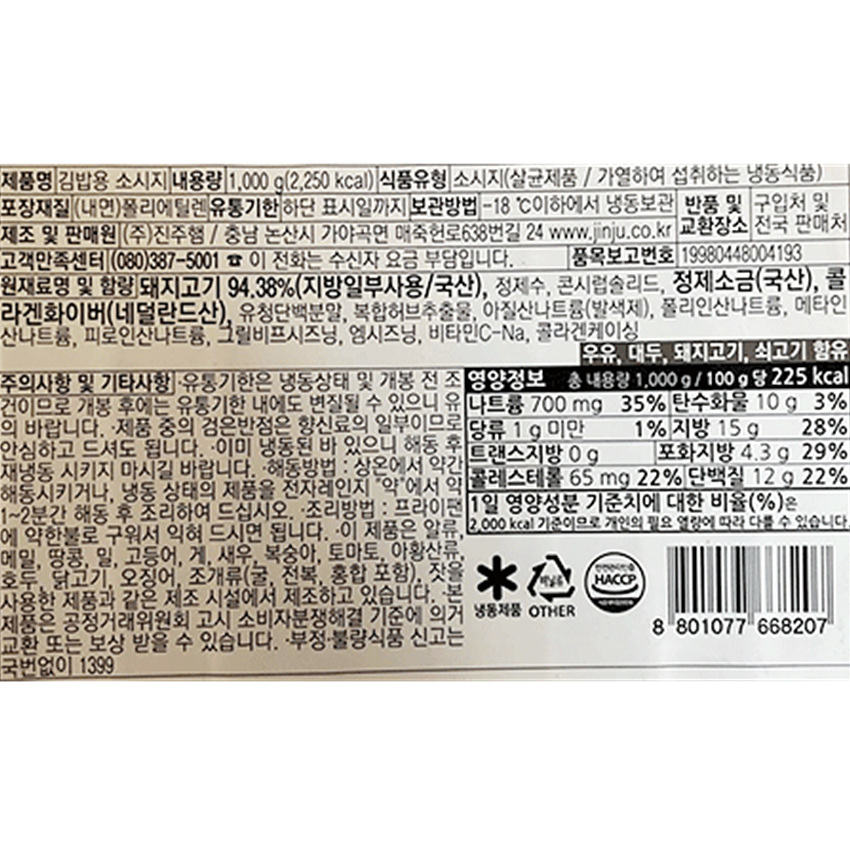 제품명 김밥용 소시지 내용량 1,000 g(2,250 kcal) 식품유형 소시지(살균제품 / 가열하여 섭취하는 냉동식품)
포장재질 (내면)폴리에틸렌 유통기한 하단 표시일까지 보관방법 -18 ℃이하에서 냉동보관 반품 및 교환장소 구입처 및 전국 판매처
제조 및 판매원 (주)진주햄 / 충남 논산시 가야곡면 매죽헌로638번길 24 www.jinju.co.kr
고객만족센터 (080)387-5001 ☎ 이 전화는 수신자 요금 부담입니다. 품목보고번호 19980448004193
원재료명 및 함량 돼지고기 94.38%(지방일부사용/국산), 정제수, 콘시럽솔리드, 정제소금(국산), 콜
라겐화이버(네덜란드산), 유청단백분말, 복합허브추출물, 아질산나트륨(발색제), 폴리인산나트륨, 메타인
산나트륨, 피로인산나트륨, 그릴비프시즈닝, 엠시즈닝, 비타민C-Na, 콜라겐케이싱
우유, 대두, 돼지고기, 쇠고기 함유
주의사항 및 기타사항 ·유통기한은 냉동상태 및 개봉 전 조
건이므로 개봉 후에는 유통기한 내에도 변질될 수 있으니 유
의 바랍니다. ·제품 중의 검은반점은 향신료의 일부이므로
안심하고 드셔도 됩니다. ·이미 냉동된 바 있으니 해동 후
재냉동 시키지 마시길 바랍니다. ·해동방법 : 상온에서 약간
해동시키거나, 냉동 상태의 제품을 전자레인지 "약"에서 약
1~2분간 해동 후 조리하여 드십시오. ·조리방법 : 프라이팬
에 약한불로 구워서 익혀 드시면 됩니다. ·이 제품은 알류,
메밀, 땅콩, 밀, 고등어, 게, 새우, 복숭아, 토마토, 아황산류,
호두, 닭고기, 오징어, 조개류(굴, 전복, 홍합 포함), 잣을
사용한 제품과 같은 제조 시설에서 제조하고 있습니다. ·본
제품은 공정거래위원회 고시 소비자분쟁해결 기준에 의거
교환 또는 보상 받을 수 있습니다. ·부정·불량식품 신고는
국번없이 1399
영양정보 총 내용량 1,000 g / 100 g 당 225 kcal
나트륨 700 mg 35% 탄수화물 10 g 3%
당류 1 g 미만 1% 지방 15 g 28%
트랜스지방 0 g 포화지방 4.3 g 29%
콜레스테롤 65 mg 22% 단백질 12 g 22%
1일 영양성분 기준치에 대한 비율(%)은
2,000 kcal 기준이므로 개인의 필요 열량에 따라 다를 수 있습니다.
냉동제품
비닐류
OTHER
HACCP
8 801077 668207